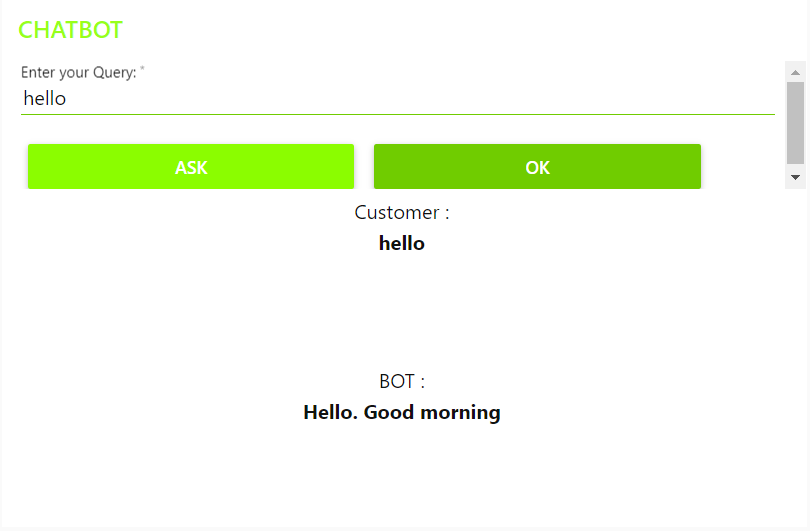 CHATBOT
Enter your Query: *
hello
ASK
OK
Customer :
hello
BOT :
Hello. Good morning